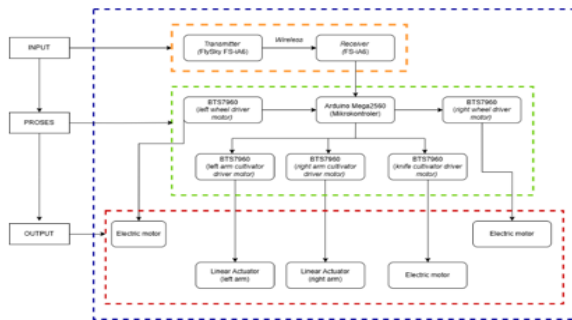 INPUT
Transmitter
(FlySky FS-iA6)
Wireless
Receiver
(FS-iA6)
PROSES
BTS7960
(left wheel driver
motor)
Arduino Mega2560
(Mikrokontroler)
BTS7960
(right wheel driver
motor)
BTS7960
(left arm cultivator
driver motor)
BTS7960
(right arm cultivator
driver motor)
BTS7960
(knife cultivator driver
motor)
OUTPUT
Electric motor
Electric motor
Linear Actuator
(left arm)
Linear Actuator
(right arm)
Electric motor